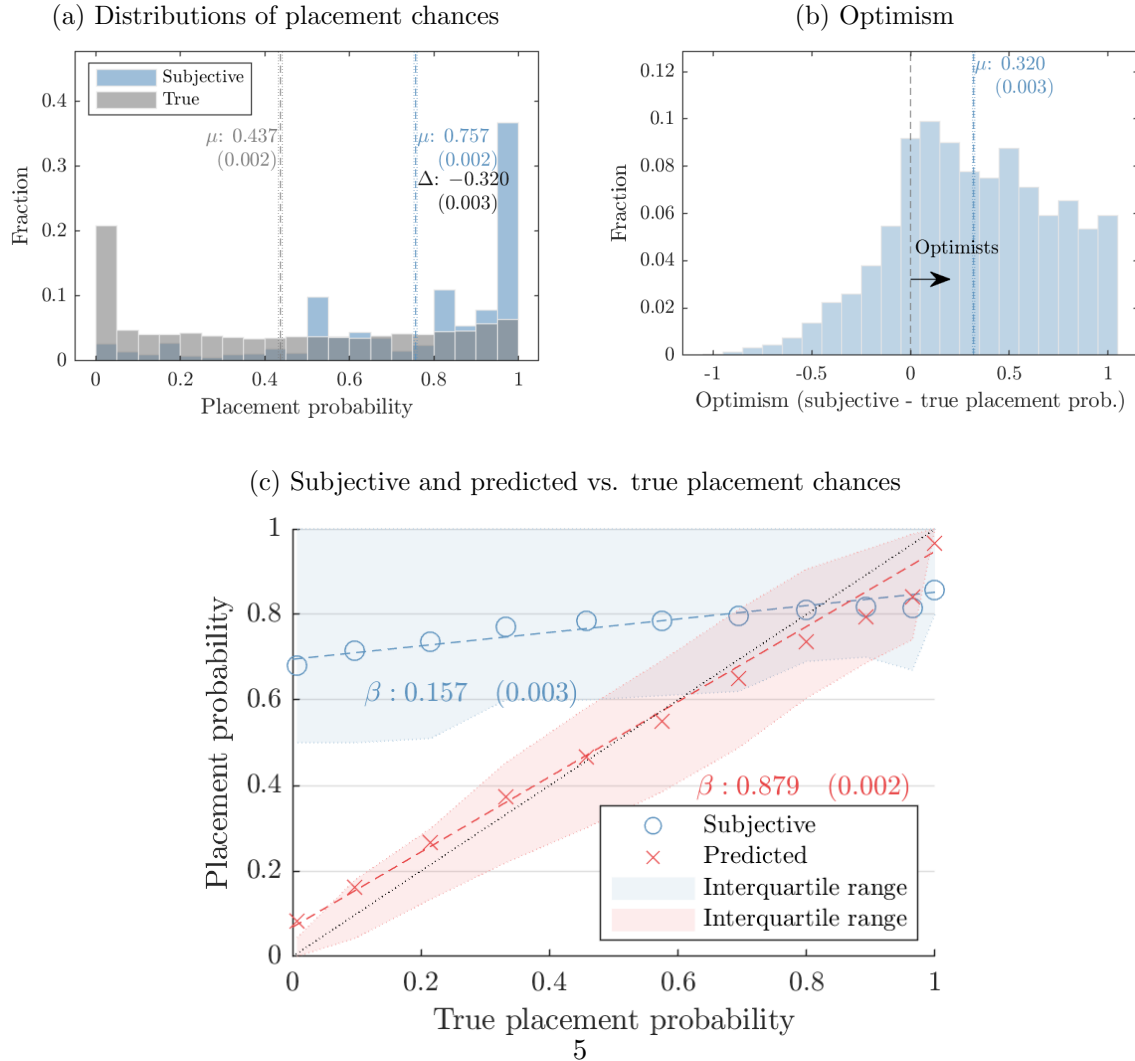 (a) Distributions of placement chances
Subjective
True
μ: 0.437
(0.002)
μ: 0.757
(0.002)
Δ: −0.320
(0.003)
Fraction
0
0.1
0.2
0.3
0.4
0
0.2
0.4
0.6
0.8
1
Placement probability
(b) Optimism
μ: 0.320
(0.003)
Optimists
Fraction
0
0.02
0.04
0.06
0.08
0.1
0.12
-1
-0.5
0
0.5
1
Optimism (subjective - true placement prob.)
(c) Subjective and predicted vs. true placement chances
Placement probability
1
0.8
0.6
0.4
0.2
0
β : 0.157 (0.003)
β : 0.879 (0.002)
Subjective
Predicted
Interquartile range
Interquartile range
0
0.2
0.4
0.6
0.8
1
True placement probability
5